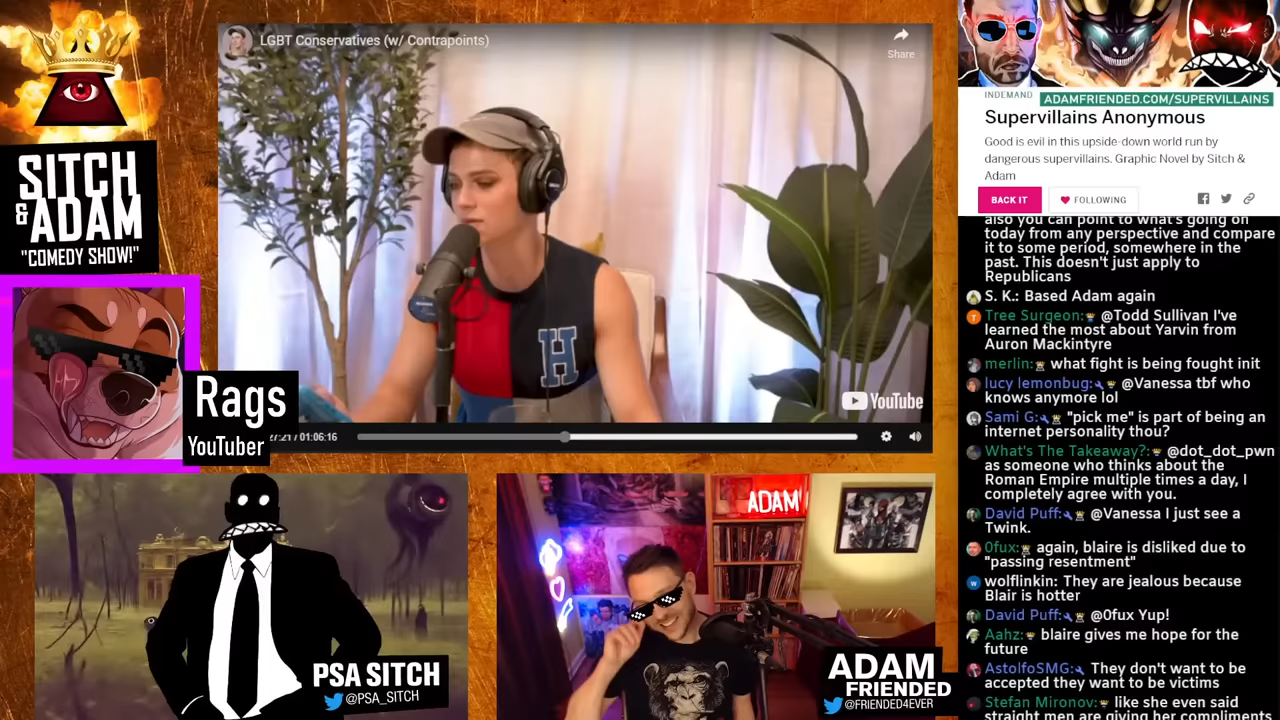 LGBT Conservatives (w/ Contrapoints)
Share
SITCH
& ADAM
"COMEDY SHOW!"
H
YouTube
27:21 / 01:06:16
Rags
YouTuber
PSA SITCH
@PSA_SITCH
ADAM
ADAM
FRIENDED
@FRIENDED4EVER
INDEMAND
ADAMFRIENDED.COM/SUPERVILLAINS
Supervillains Anonymous
Good is evil in this upside-down world run by
dangerous supervillains. Graphic Novel by Sitch &
Adam
BACK IT
FOLLOWING
also you can point to what's going on
today from any perspective and compare
it to some period, somewhere in the
past. This doesn't just apply to
Republicans
S. K.: Based Adam again
Tree Surgeon: @Todd Sullivan I've
learned the most about Yarvin from
Auron Mackintyre
merlin: what fight is being fought init
lucy lemonbug: @Vanessa tbf who
knows anymore lol
Sami G: "pick me" is part of being an
internet personality thou?
What's The Takeaway?: @dot_dot_pwn
as someone who thinks about the
Roman Empire multiple times a day, I
completely agree with you.
David Puff: @Vanessa I just see a
Twink.
0fux: again, blaire is disliked due to
"passing resentment"
wolflinkin: They are jealous because
Blair is hotter
David Puff: @0fux Yup!
Aahz: blaire gives me hope for the
future
AstolfoSMG: They don't want to be
accepted they want to be victims
Stefan Mironov: like she even said
straight men are giving her compliments